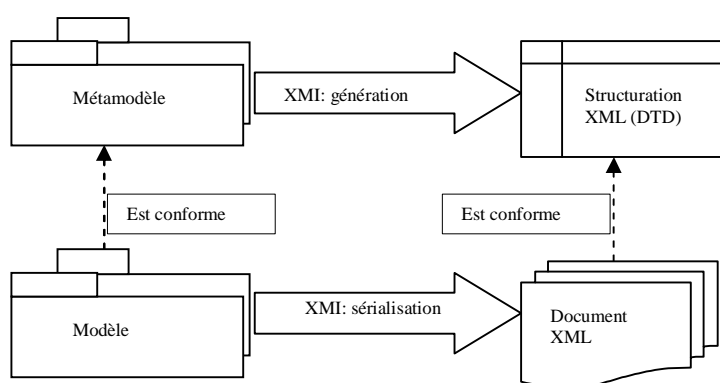 Métamodèle
XMI: génération
Structuration
XML (DTD)
Est conforme
Est conforme
Modèle
XMI: sérialisation
Document
XML